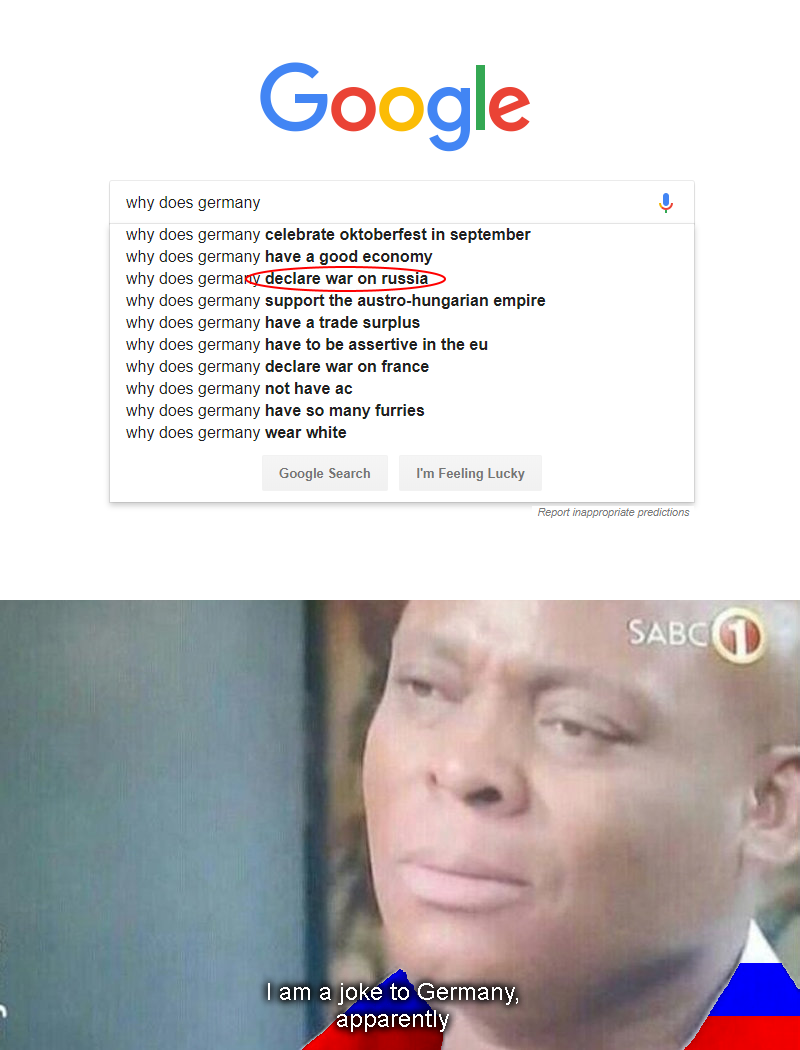 Google
why does germany
why does germany celebrate oktoberfest in september
why does germany have a good economy
why does germany declare war on russia
why does germany support the austro-hungarian empire
why does germany have a trade surplus
why does germany have to be assertive in the eu
why does germany declare war on france
why does germany not have ac
why does germany have so many furries
why does germany wear white
Google Search I'm Feeling Lucky
Report inappropriate predictions
SABC 1
I am a joke to Germany,
apparently